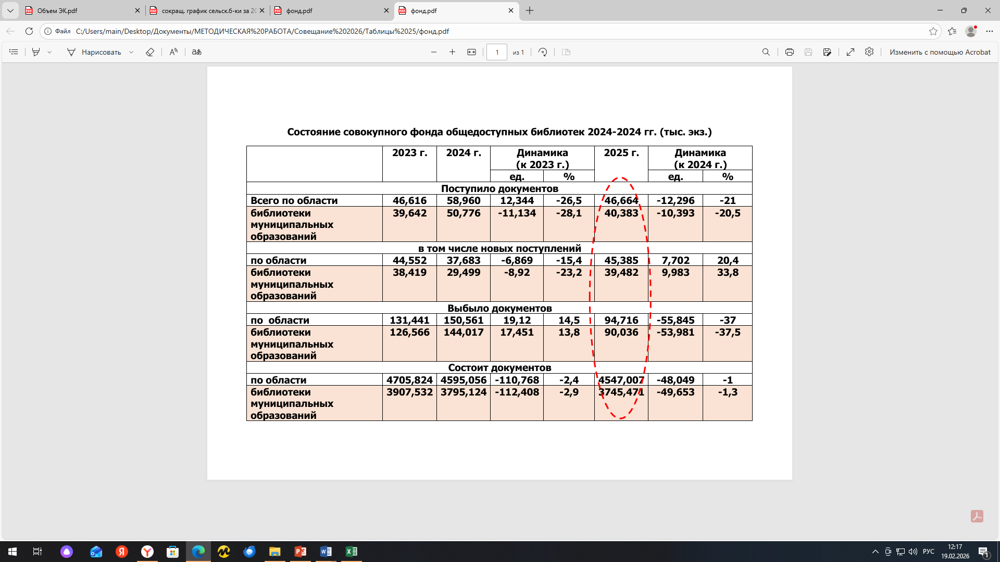 Объем ЭК.pdf
сокращ. график сельск.б-ки за 20
фонд.pdf
фонд.pdf
Файл C:/Users/main/Desktop/Документы/МЕТОДИЧЕСКАЯ%20РАБОТА/Совещание%202026/Таблицы%2025/фонд.pdf
Нарисовать
1 из 1
Изменить с помощью Acrobat
Состояние совокупного фонда общедоступных библиотек 2024-2024 гг. (тыс. экз.)
2023 г. 2024 г. Динамика 2025 г. Динамика
(к 2023 г.) (к 2024 г.)
ед. % ед. %
Поступило документов
Всего по области 46,616 58,960 12,344 -26,5 46,664 -12,296 -21
библиотеки 39,642 50,776 -11,134 -28,1 40,383 -10,393 -20,5
муниципальных
образований
в том числе новых поступлений
по области 44,552 37,683 -6,869 -15,4 45,385 7,702 20,4
библиотеки 38,419 29,499 -8,92 -23,2 39,482 9,983 33,8
муниципальных
образований
Выбыло документов
по области 131,441 150,561 19,12 14,5 94,716 -55,845 -37
библиотеки 126,566 144,017 17,451 13,8 90,036 -53,981 -37,5
муниципальных
образований
Состоит документов
по области 4705,824 4595,056 -110,768 -2,4 4547,007 -48,049 -1
библиотеки 3907,532 3795,124 -112,408 -2,9 3745,471 -49,653 -1,3
муниципальных
образований
РУС
12:17
19.02.2026
1